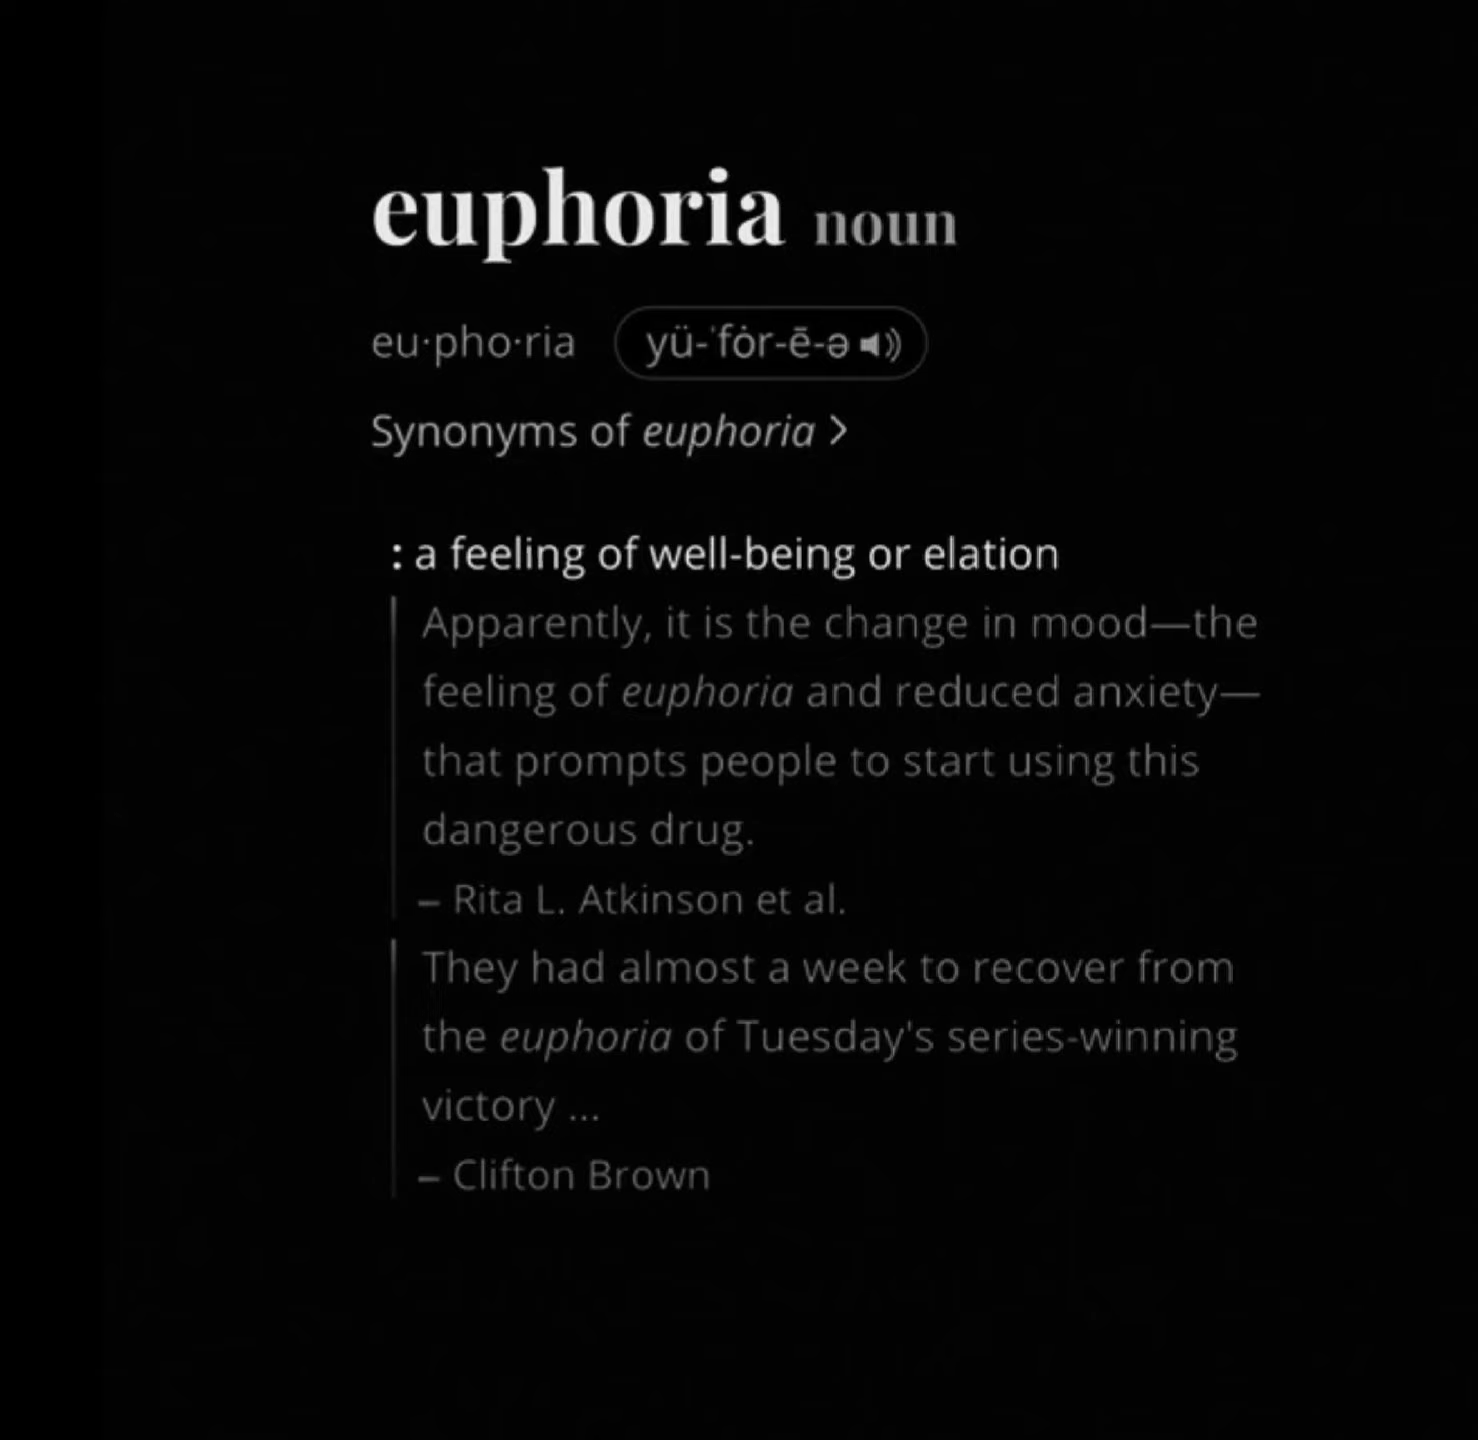 euphoria noun
eu·pho·ria yü-ˈfȯr-ē-ə
Synonyms of euphoria >
: a feeling of well-being or elation
Apparently, it is the change in mood—the
feeling of euphoria and reduced anxiety—
that prompts people to start using this
dangerous drug.
– Rita L. Atkinson et al.
They had almost a week to recover from
the euphoria of Tuesday's series-winning
victory ...
– Clifton Brown